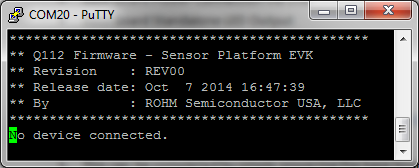 COM20 - PuTTY
**********************************************
** Q112 Firmware - Sensor Platform EVK
** Revision    : REV00
** Release date: Oct  7 2014 16:47:39
** By          : ROHM Semiconductor USA, LLC
**********************************************
No device connected.